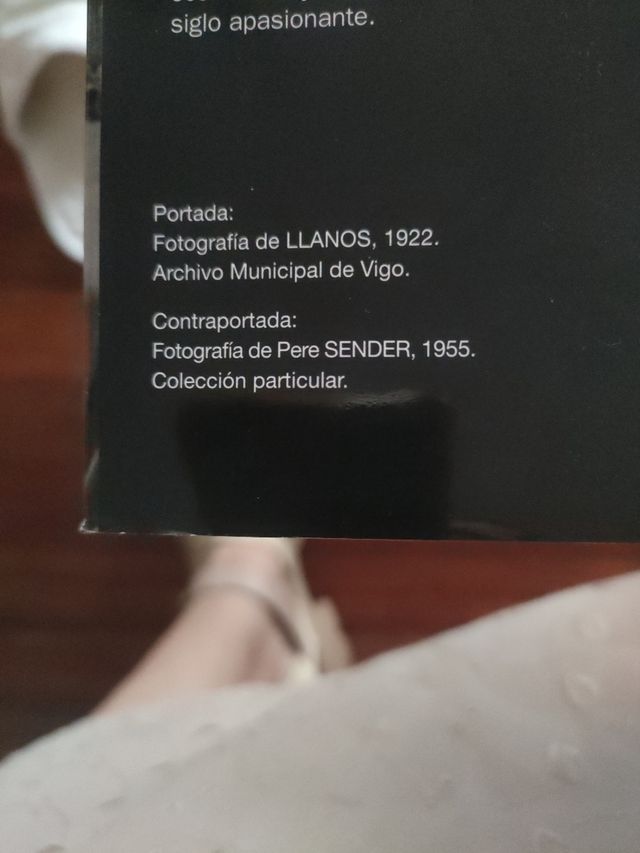 siglo apasionante.
Portada:
Fotografía de LLANOS, 1922.
Archivo Municipal de Vigo.
Contraportada:
Fotografía de Pere SENDER, 1955.
Colección particular.